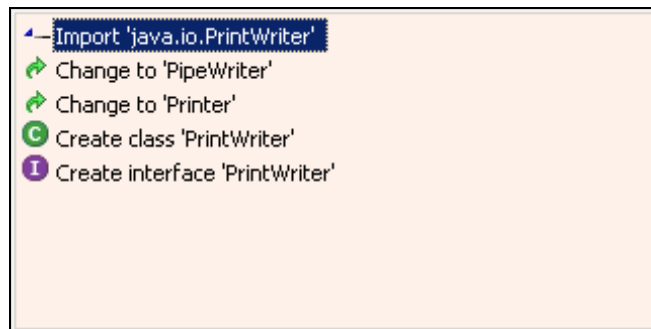 Import 'java.io.PrintWriter'
Change to 'PipeWriter'
Change to 'Printer'
C Create class 'PrintWriter'
I Create interface 'PrintWriter'